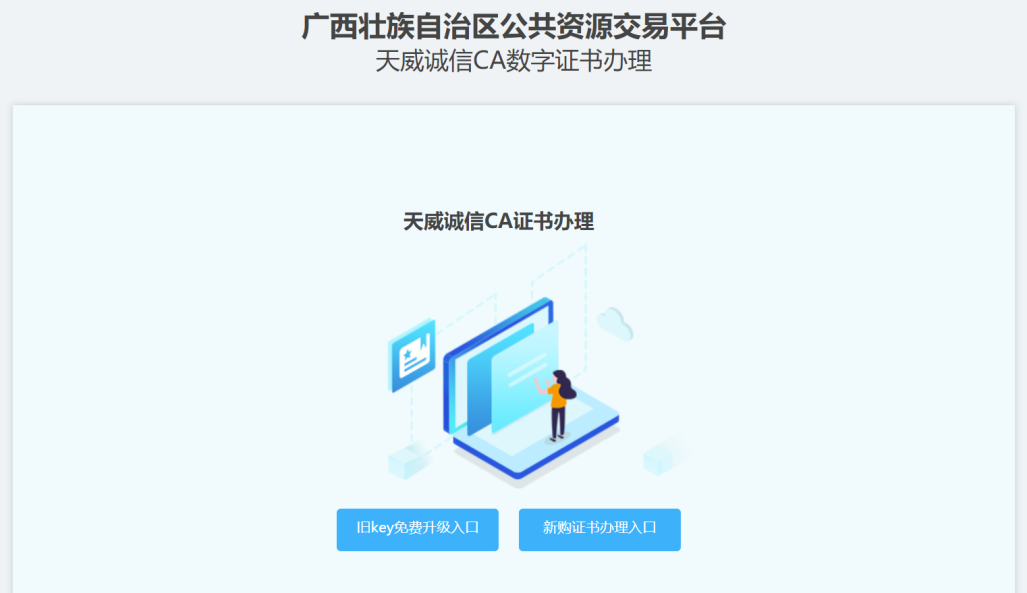 广西壮族自治区公共资源交易平台
天威诚信CA数字证书办理
天威诚信CA证书办理
旧key免费升级入口
新购证书办理入口